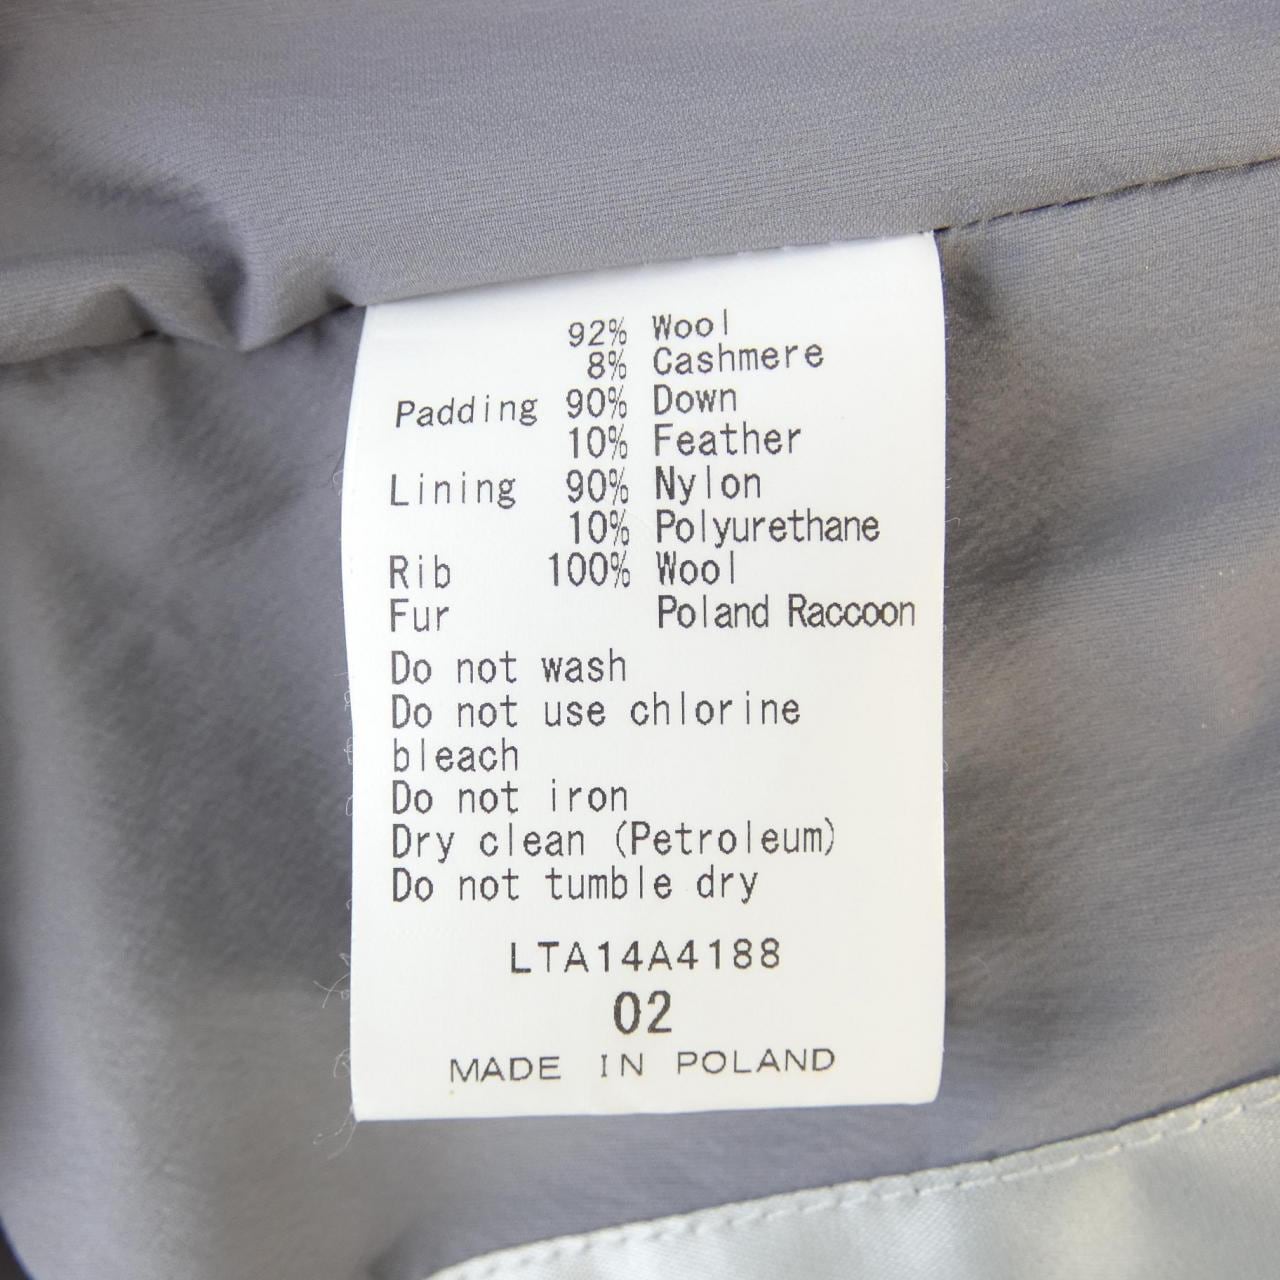 92% Wool
8% Cashmere
Padding 90% Down
10% Feather
Lining 90% Nylon
10% Polyurethane
Rib 100% Wool
Fur Poland Raccoon
Do not wash
Do not use chlorine
bleach
Do not iron
Dry clean (Petroleum)
Do not tumble dry
LTA14A4188
02
MADE IN POLAND